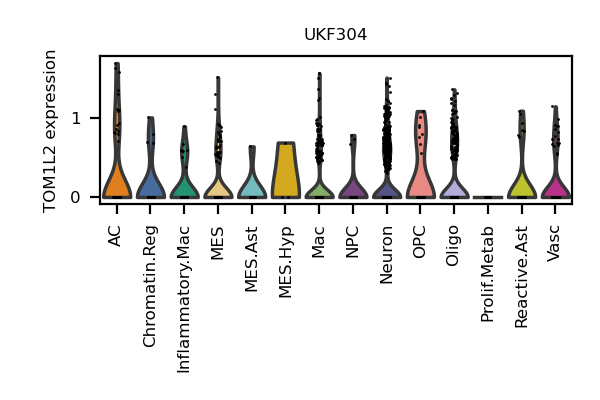 UKF304
TOM1L2 expression
1
0
AC
Chromatin.Reg
Inflammatory.Mac
MES
MES.Ast
MES.Hyp
Mac
NPC
Neuron
OPC
Oligo
Prolif.Metab
Reactive.Ast
Vasc